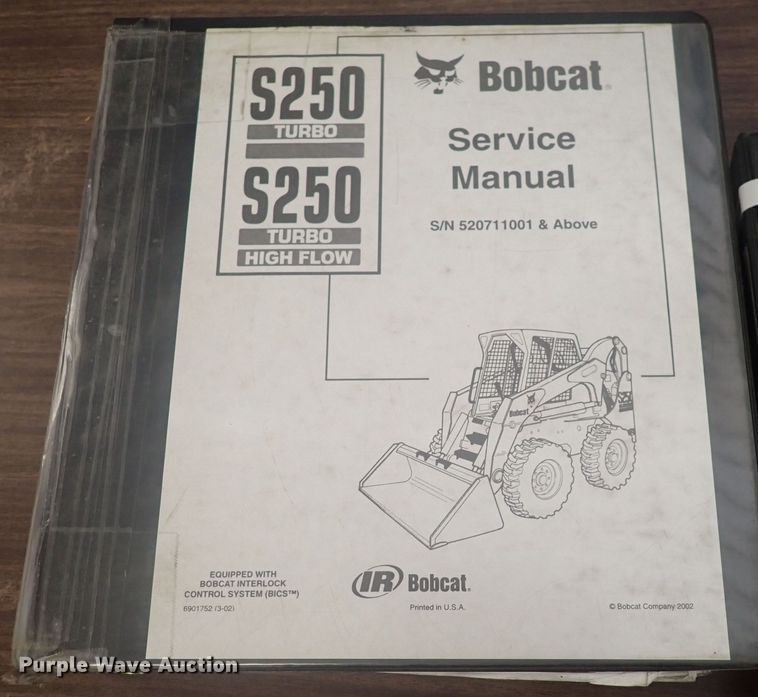 S250
TURBO
S250
TURBO
HIGH FLOW
Bobcat®
Service
Manual
S/N 520711001 & Above
Bobcat
EQUIPPED WITH
BOBCAT INTERLOCK
CONTROL SYSTEM (BICS™)
6901752 (3-02)
IR Bobcat®
Printed in U.S.A.
© Bobcat Company 2002
Purple Wave Auction